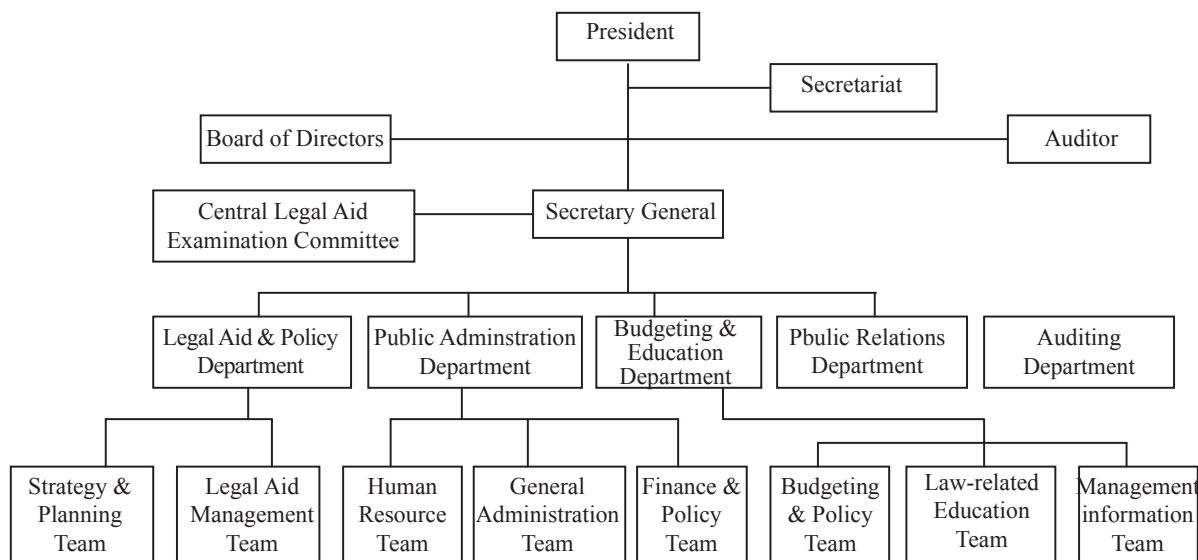 President
Secretariat
Board of Directors
Auditor
Central Legal Aid
Examination Committee
Secretary General
Legal Aid & Policy
Department
Public Adminstration
Department
Budgeting &
Education
Department
Pbulic Relations
Department
Auditing
Department
Strategy &
Planning
Team
Legal Aid
Management
Team
Human
Resource
Team
General
Administration
Team
Finance &
Policy
Team
Budgeting
& Policy
Team
Law-related
Education
Team
Management
information
Team